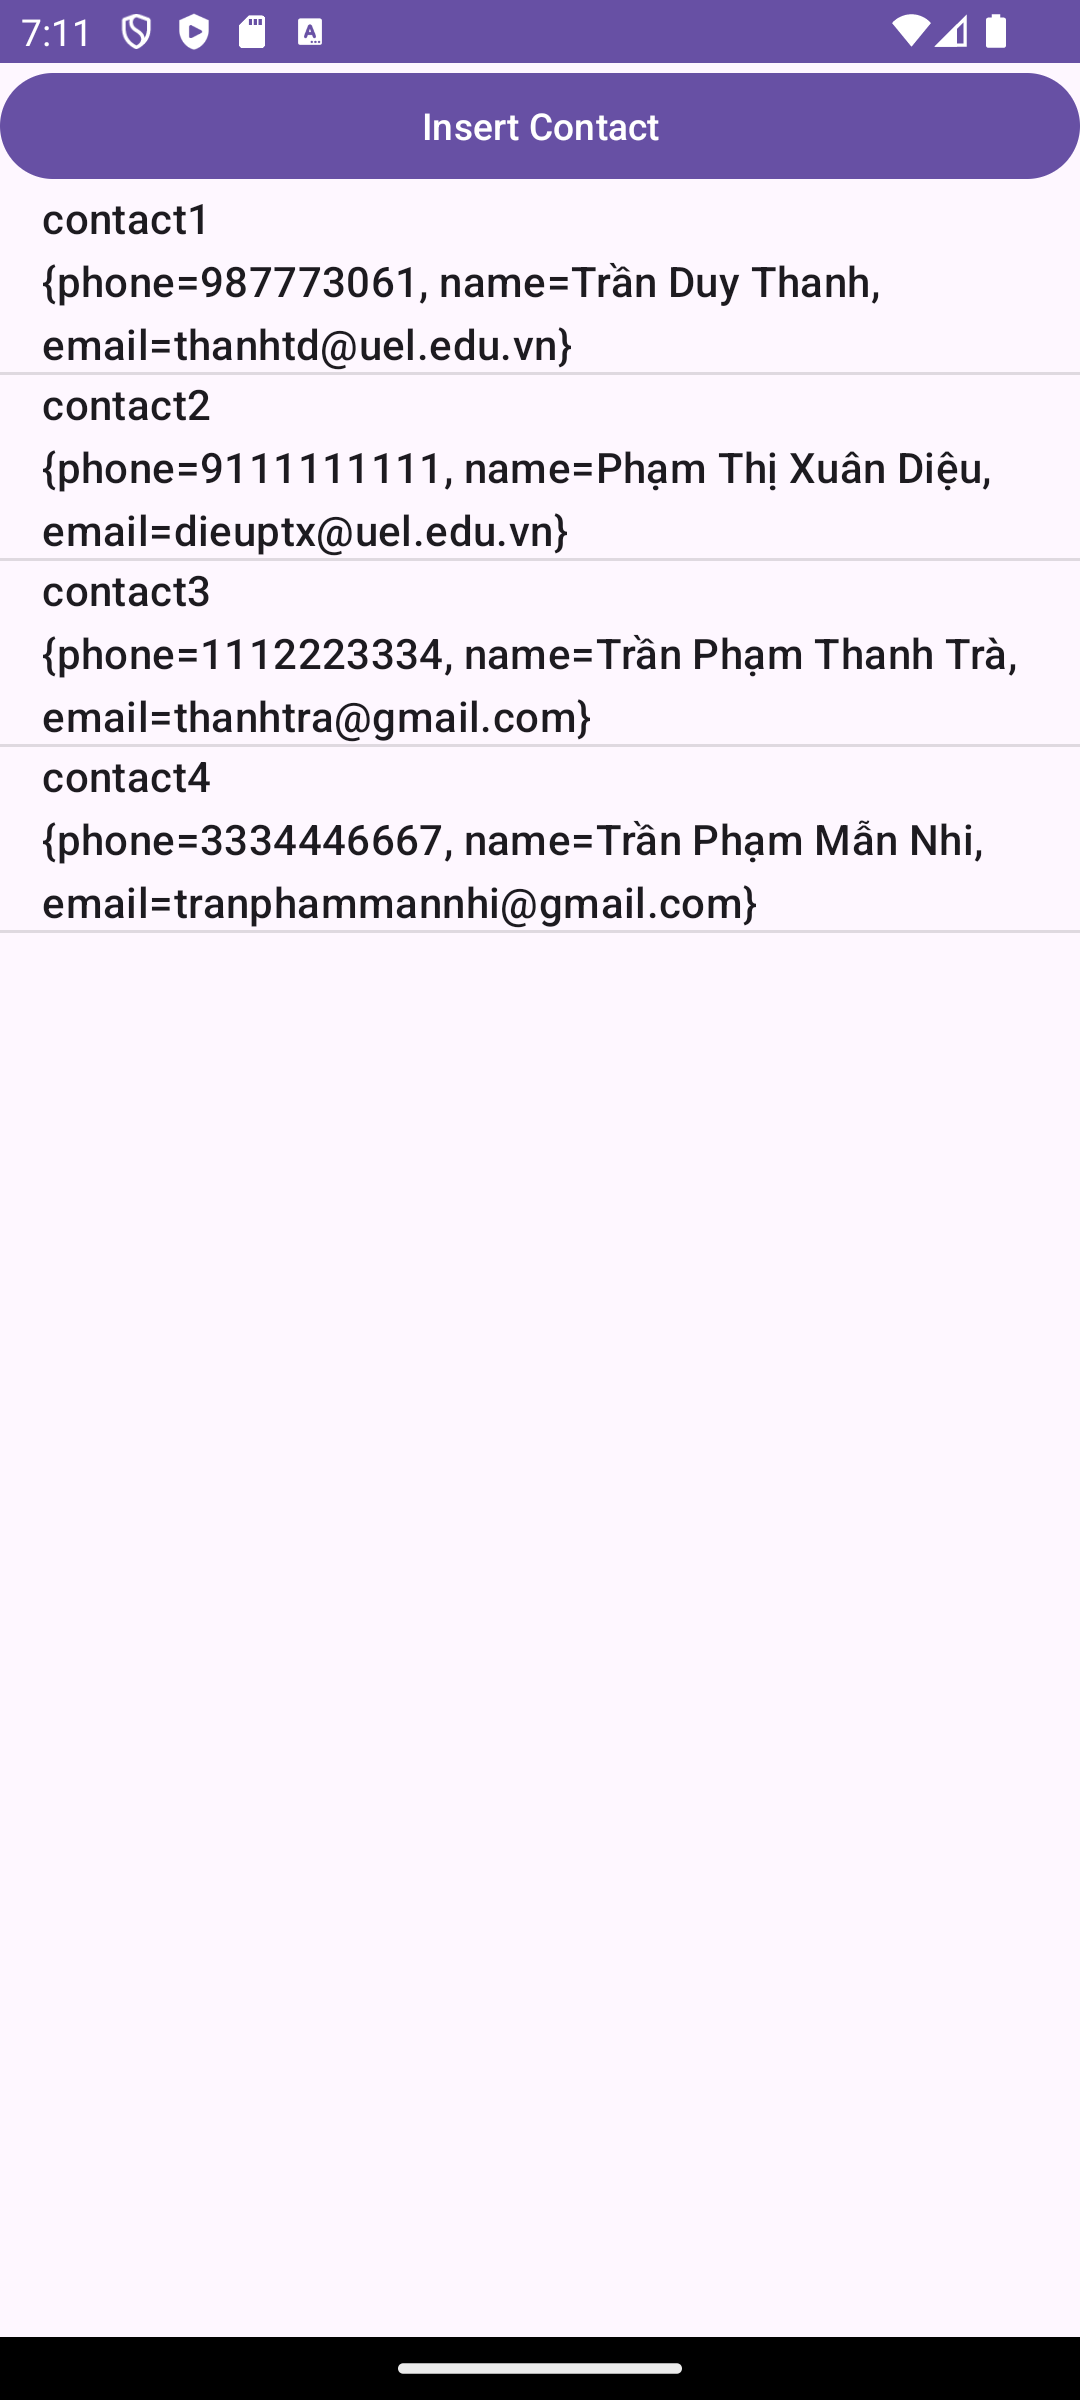 7:11
Insert Contact
contact1
{phone=987773061, name=Trần Duy Thanh,
email=thanhtd@uel.edu.vn}
contact2
{phone=9111111111, name=Phạm Thị Xuân Diệu,
email=dieuptx@uel.edu.vn}
contact3
{phone=1112223334, name=Trần Phạm Thanh Trà,
email=thanhtra@gmail.com}
contact4
{phone=3334446667, name=Trần Phạm Mẫn Nhi,
email=tranphammannhi@gmail.com}